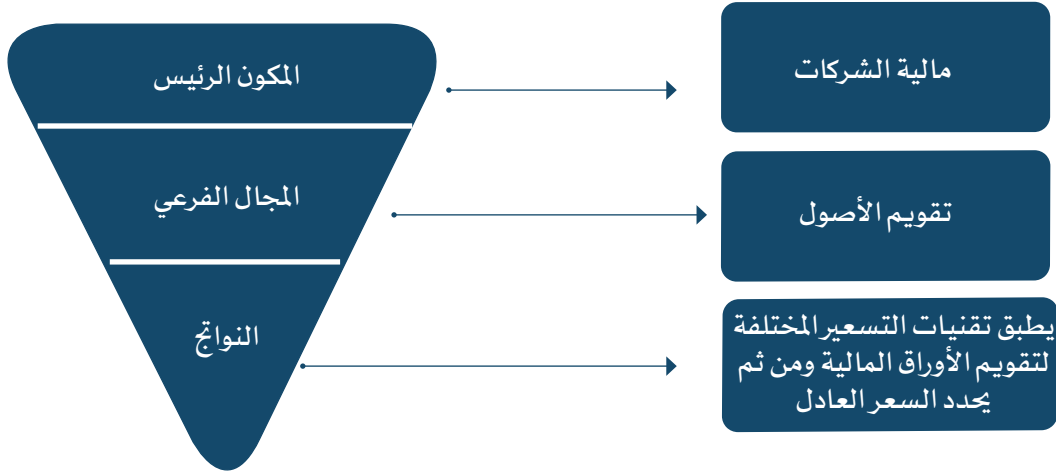 المكون الرئيس
مالية الشركات
المجال الفرعي
تقويم الأصول
النواتج
يطبق تقنيات التسعير المختلفة
لتقويم الأوراق المالية ومن ثم
يحدد السعر العادل